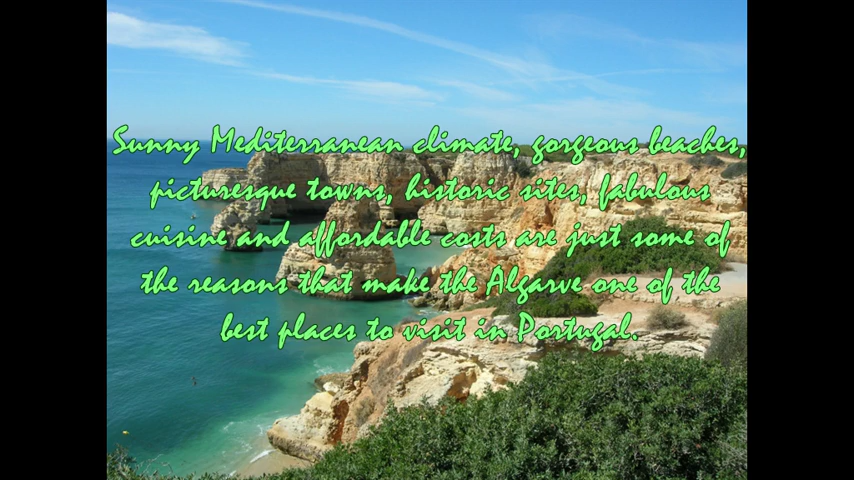 Sunny Mediterranean climate, gorgeous beaches,
picturesque towns, historic sites, fabulous
cuisine and affordable costs are just some of
the reasons that make the Algarve one of the
best places to visit in Portugal.